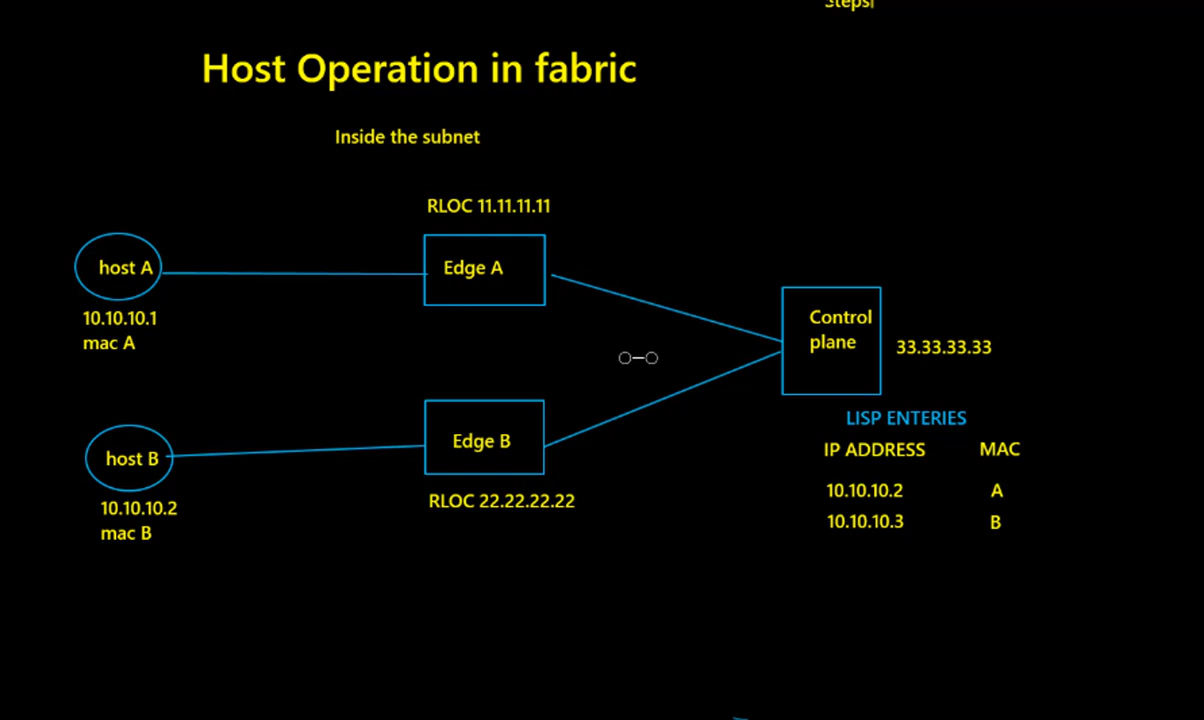 Steps
Host Operation in fabric
Inside the subnet
RLOC 11.11.11.11
host A
Edge A
10.10.10.1
mac A
Control
plane
33.33.33.33
LISP ENTERIES
IP ADDRESS MAC
10.10.10.2 A
10.10.10.3 B
Edge B
host B
RLOC 22.22.22.22
10.10.10.2
mac B